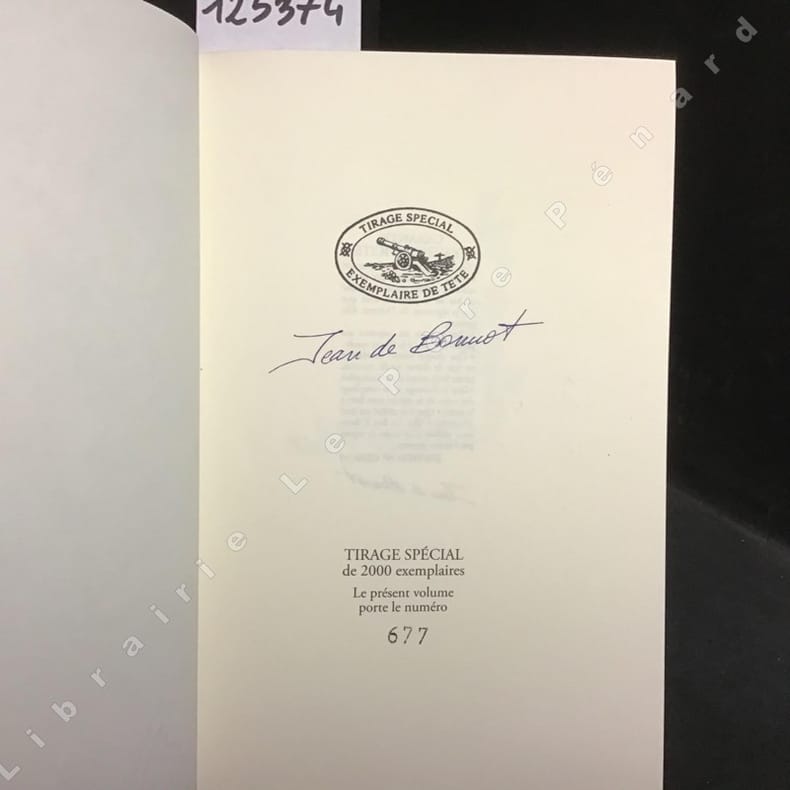 125374
TIRAGE SPECIAL
EXEMPLAIRE DE TETE
Jean de Bonnot
TIRAGE SPÉCIAL
de 2000 exemplaires
Le présent volume
porte le numéro
677
Librairie Le Père Pénard